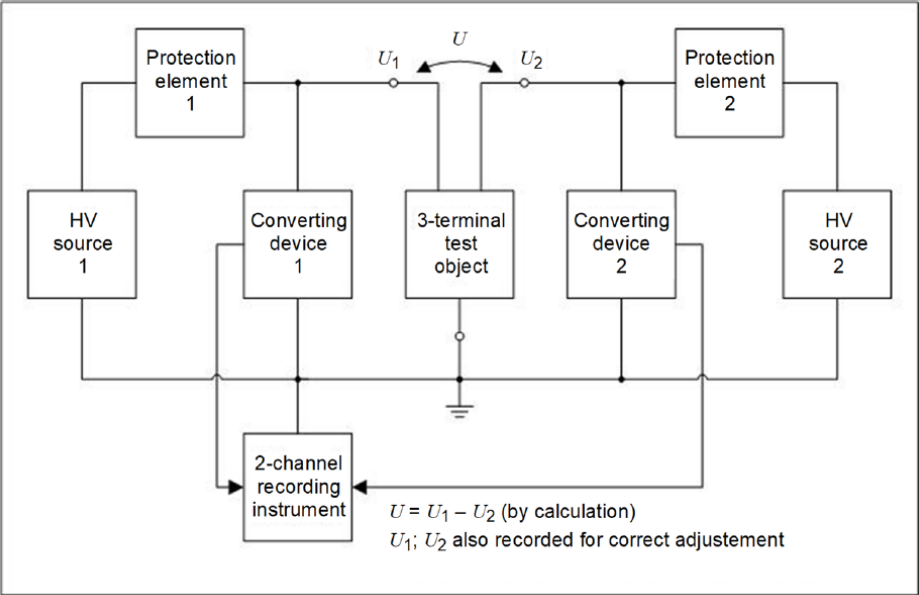 Protection
element
1
U1
U
U2
Protection
element
2
HV
source
1
Converting
device
1
3-terminal
test
object
Converting
device
2
HV
source
2
2-channel
recording
instrument
U = U1 – U2 (by calculation)
U1; U2 also recorded for correct adjustement